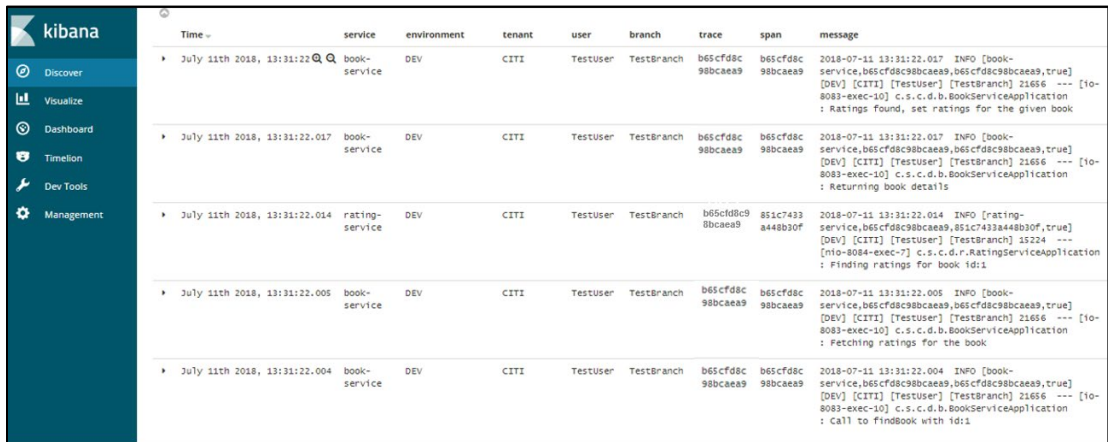 kibana
Discover
Visualize
Dashboard
Timelion
Dev Tools
Management
Time service environment tenant user branch trace span message
July 11th 2018, 13:31:22 book- DEV CITI TestUser TestBranch b65cfd8c b65cfd8c 2018-07-11 13:31:22.017 INFO [book-
service 98bcaea9 98bcaea9 service,b65cfd8c98bcaea9,b65cfd8c98bcaea9,true]
[DEV] [CITI] [TestUser] [TestBranch] 21656 --- [io-
8083-exec-10] c.s.c.d.b.BookServiceApplication
: Ratings found, set ratings for the given book
July 11th 2018, 13:31:22.017 book- DEV CITI TestUser TestBranch b65cfd8c b65cfd8c 2018-07-11 13:31:22.017 INFO [book-
service 98bcaea9 98bcaea9 service,b65cfd8c98bcaea9,b65cfd8c98bcaea9,true]
[DEV] [CITI] [TestUser] [TestBranch] 21656 --- [io-
8083-exec-10] c.s.c.d.b.BookServiceApplication
: Returning book details
July 11th 2018, 13:31:22.014 rating- DEV CITI TestUser TestBranch b65cfd8c9 851c7433 2018-07-11 13:31:22.014 INFO [rating-
service 8bcaea9 a448b30f service,b65cfd8c98bcaea9,851c7433a448b30f,true]
[DEV] [CITI] [TestUser] [TestBranch] 15224 ---
[nio-8084-exec-7] c.s.c.d.r.RatingServiceApplication
: Finding ratings for book id:1
July 11th 2018, 13:31:22.005 book- DEV CITI TestUser TestBranch b65cfd8c b65cfd8c 2018-07-11 13:31:22.005 INFO [book-
service 98bcaea9 98bcaea9 service,b65cfd8c98bcaea9,b65cfd8c98bcaea9,true]
[DEV] [CITI] [TestUser] [TestBranch] 21656 --- [io-
8083-exec-10] c.s.c.d.b.BookServiceApplication
: Fetching ratings for the book
July 11th 2018, 13:31:22.004 book- DEV CITI TestUser TestBranch b65cfd8c b65cfd8c 2018-07-11 13:31:22.004 INFO [book-
service 98bcaea9 98bcaea9 service,b65cfd8c98bcaea9,b65cfd8c98bcaea9,true]
[DEV] [CITI] [TestUser] [TestBranch] 21656 --- [io-
8083-exec-10] c.s.c.d.b.BookServiceApplication
: Call to findBook with id:1